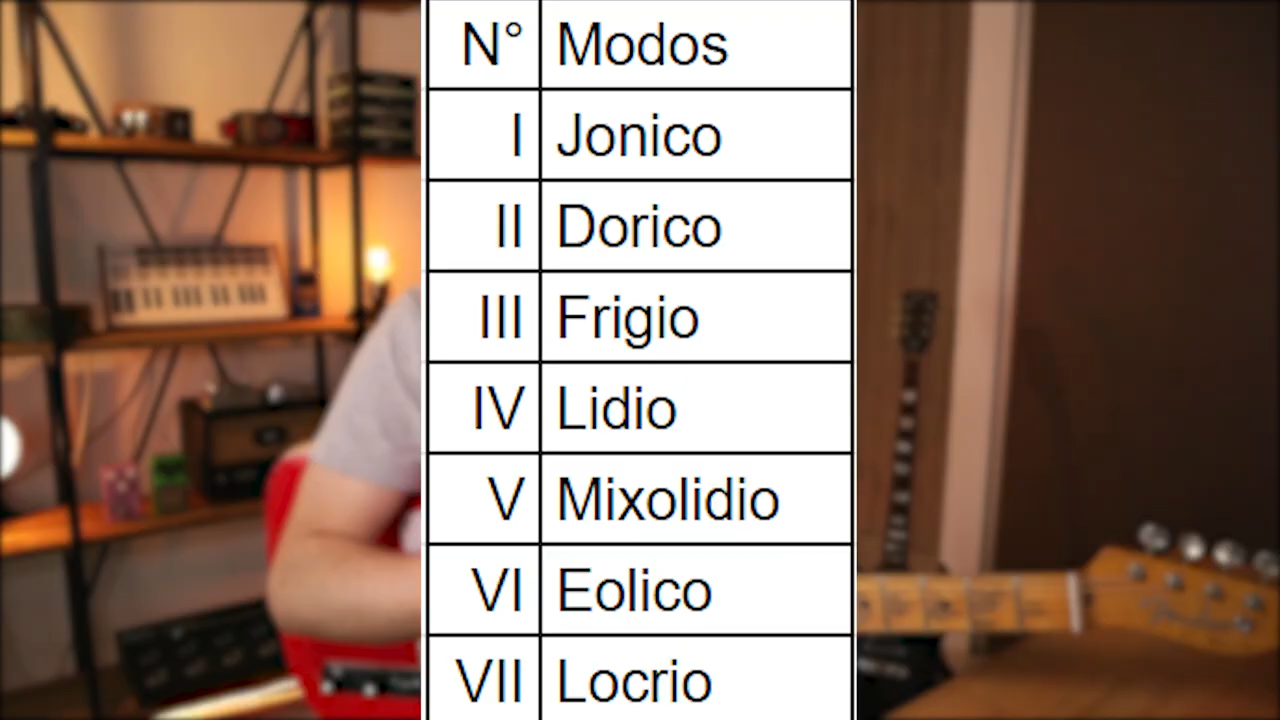 N° Modos
I Jonico
II Dorico
III Frigio
IV Lidio
V Mixolidio
VI Eolico
VII Locrio